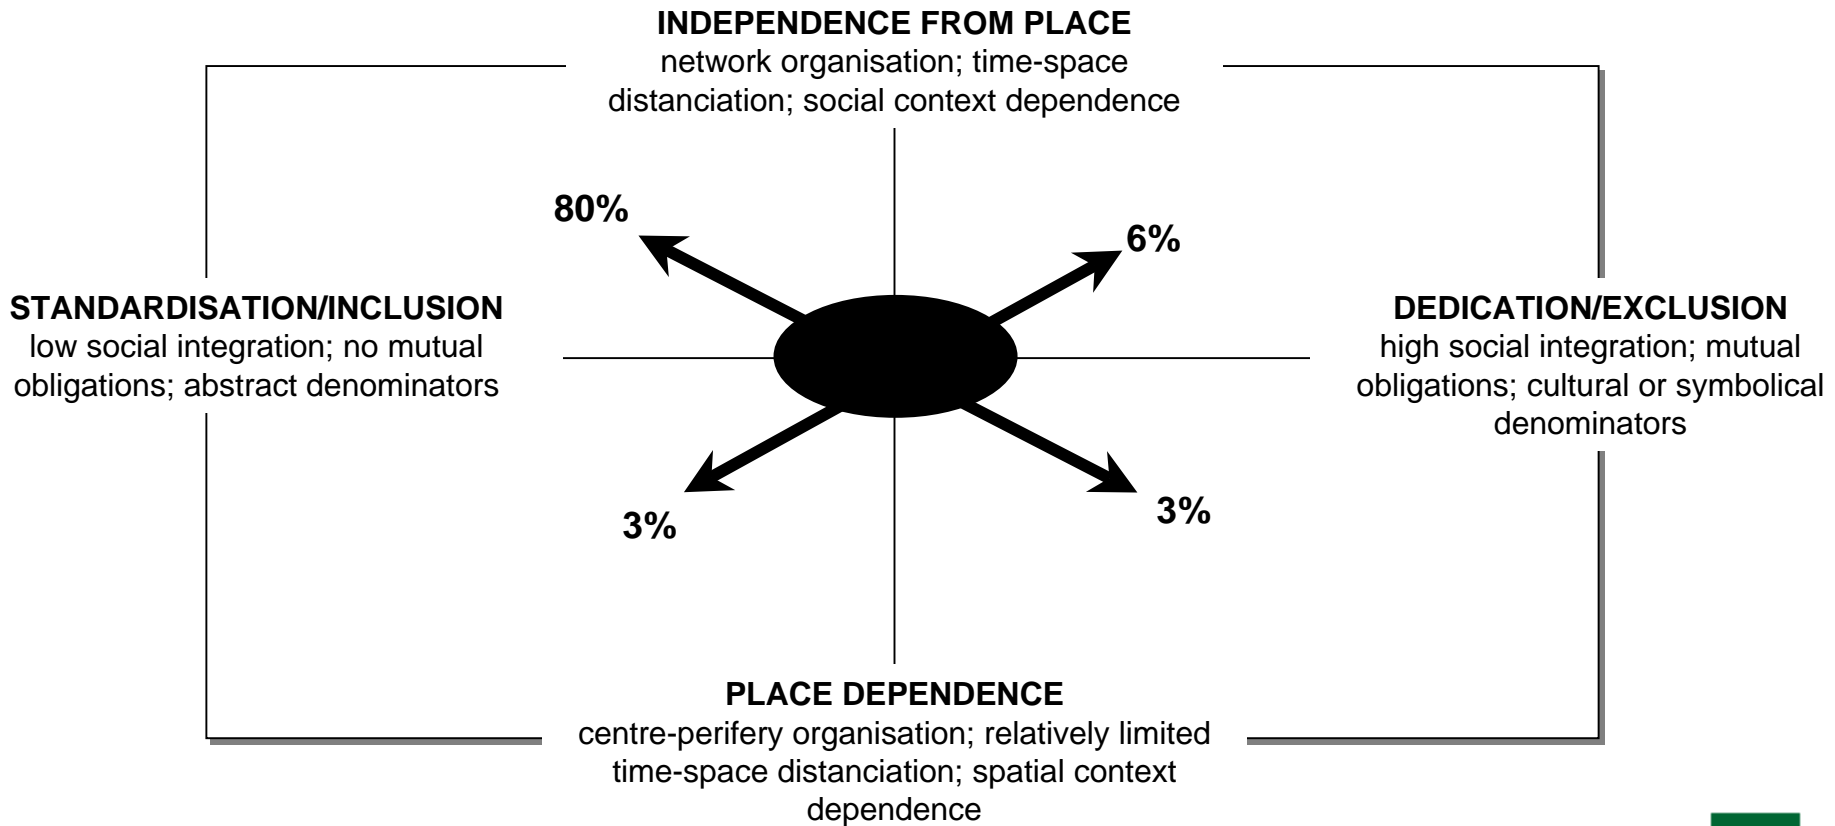 INDEPENDENCE FROM PLACE
network organisation; time-space
distanciation; social context dependence
80%
6%
STANDARDISATION/INCLUSION
low social integration; no mutual
obligations; abstract denominators
DEDICATION/EXCLUSION
high social integration; mutual
obligations; cultural or symbolical
denominators
3%
3%
PLACE DEPENDENCE
centre-perifery organisation; relatively limited
time-space distanciation; spatial context
dependence